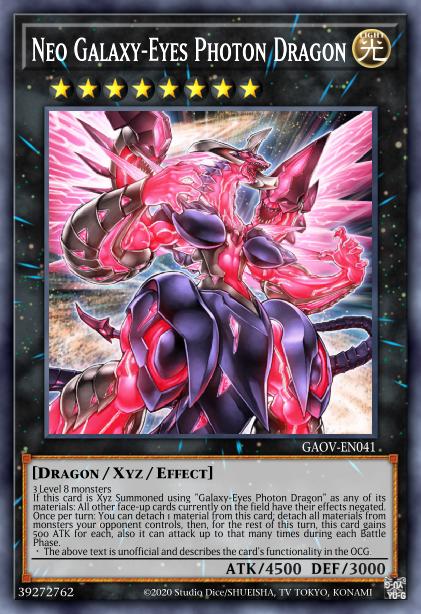 NEO GALAXY-EYES PHOTON DRAGON
LIGHT
光
GAOV-EN041
[DRAGON / XYZ / EFFECT]
3 Level 8 monsters
If this card is Xyz Summoned using "Galaxy-Eyes Photon Dragon" as any of its
materials: All other face-up cards currently on the field have their effects negated.
Once per turn: You can detach 1 material from this card; detach all materials from
monsters your opponent controls, then, for the rest of this turn, this card gains
500 ATK for each, also it can attack up to that many times during each Battle
Phase.
· The above text is unofficial and describes the card's functionality in the OCG
ATK/4500 DEF/3000
39272762
©2020 Studio Dice/SHUEISHA, TV TOKYO, KONAMI